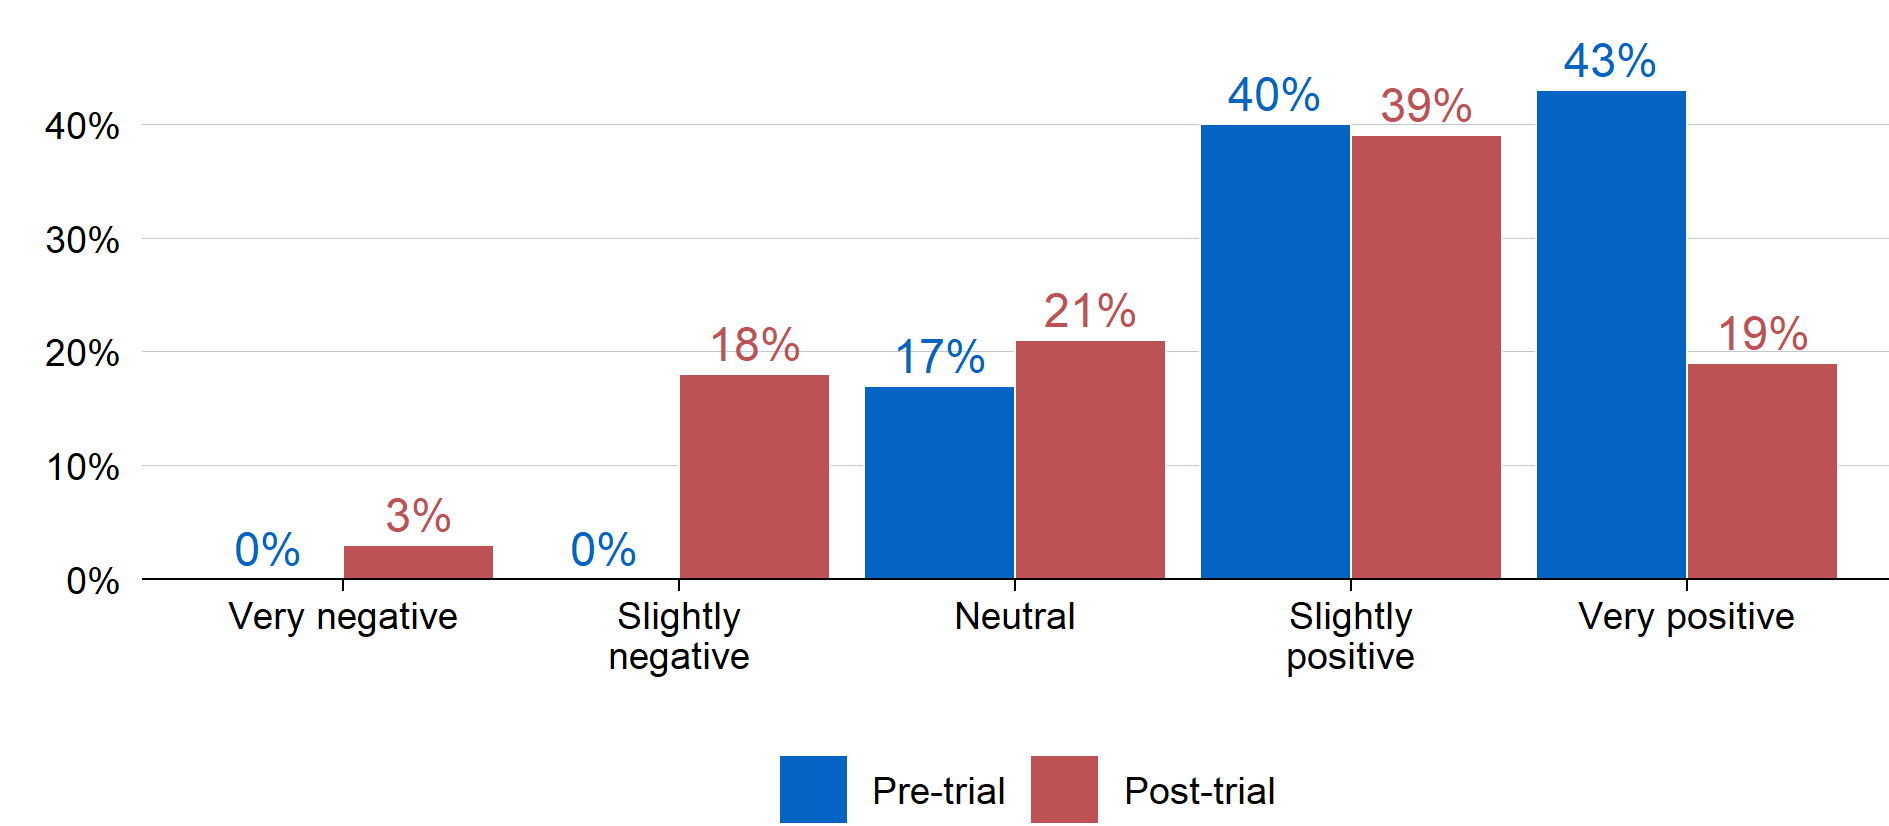 43%
40%
39%
40%
30%
21%
19%
18%
17%
20%
10%
3%
0%
0%
0%
Very negative
Slightly
negative
Neutral
Slightly
positive
Very positive
Pre-trial
Post-trial